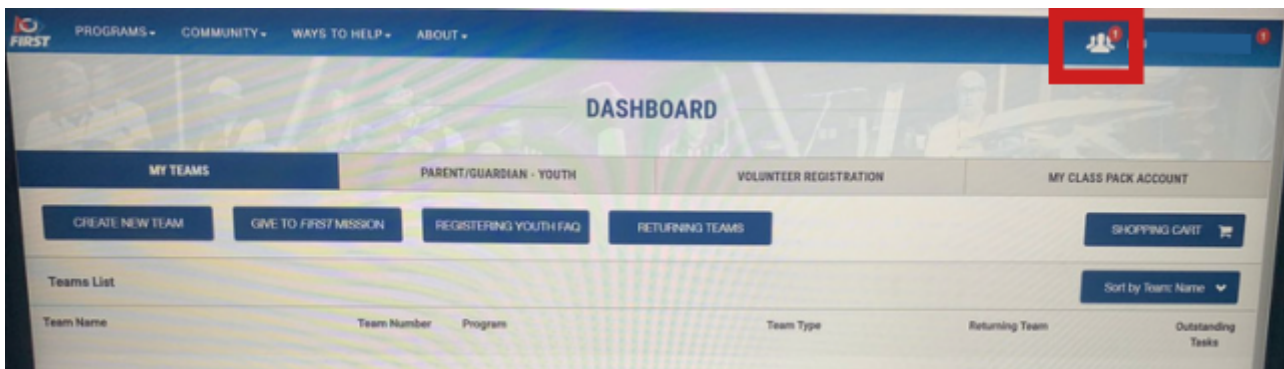 FIRST PROGRAMS COMMUNITY WAYS TO HELP ABOUT 1 1
DASHBOARD
MY TEAMS PARENT/GUARDIAN - YOUTH VOLUNTEER REGISTRATION MY CLASS PACK ACCOUNT
CREATE NEW TEAM GIVE TO FIRST MISSION REGISTERING YOUTH FAQ RETURNING TEAMS SHOPPING CART
Teams List Sort by Team: Name
Team Name Team Number Program Team Type Returning Team Outstanding
Tasks